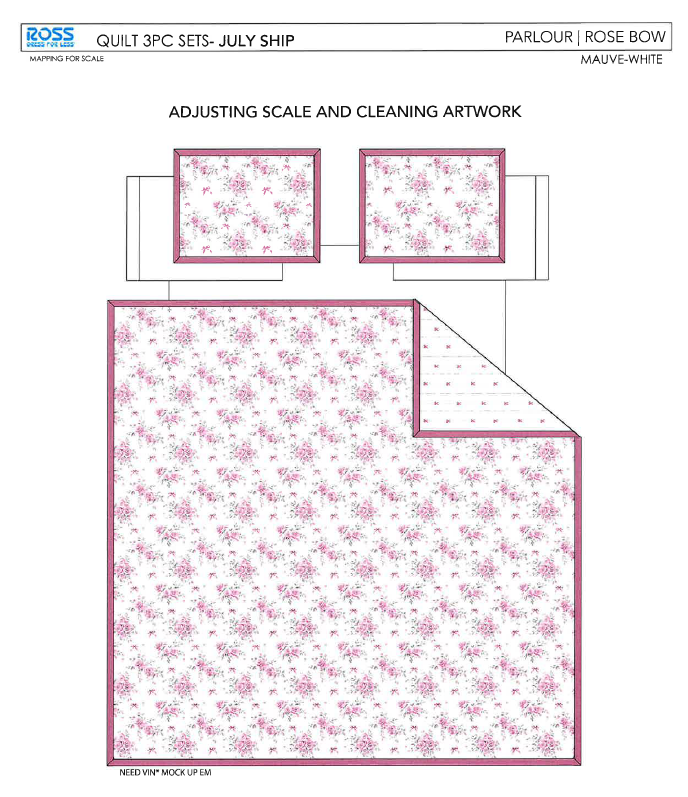 ROSS
DRESS FOR LESS
QUILT 3PC SETS- JULY SHIP
PARLOUR | ROSE BOW
MAPPING FOR SCALE
MAUVE-WHITE
ADJUSTING SCALE AND CLEANING ARTWORK
NEED VIN* MOCK UP EM